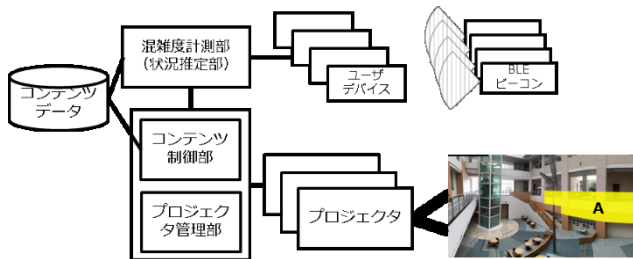 混雑度計測部
(状況推定部)
ユーザ
デバイス
BLE
ビーコン
コンテンツ
データ
コンテンツ
制御部
プロジェク
タ管理部
プロジェクタ
A